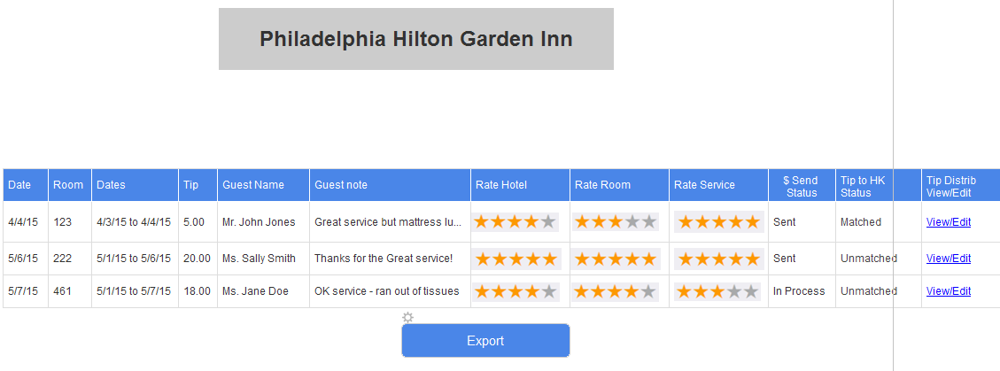 Philadelphia Hilton Garden Inn
Date Room Dates Tip Guest Name Guest note Rate Hotel Rate Room Rate Service $ Send Status Tip to HK Status Tip Distrib View/Edit
4/4/15 123 4/3/15 to 4/4/15 5.00 Mr. John Jones Great service but mattress lu... Sent Matched View/Edit
5/6/15 222 5/1/15 to 5/6/15 20.00 Ms. Sally Smith Thanks for the Great service! Sent Unmatched View/Edit
5/7/15 461 5/1/15 to 5/7/15 18.00 Ms. Jane Doe OK service - ran out of tissues In Process Unmatched View/Edit
Export